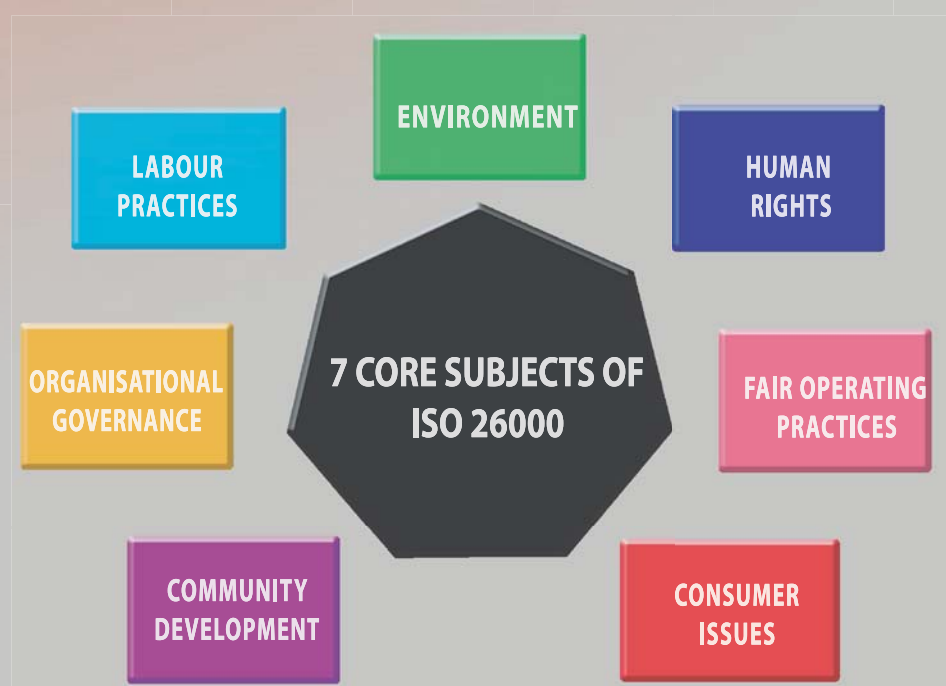 ENVIRONMENT
LABOUR
PRACTICES
HUMAN
RIGHTS
7 CORE SUBJECTS OF
ISO 26000
ORGANISATIONAL
GOVERNANCE
FAIR OPERATING
PRACTICES
COMMUNITY
DEVELOPMENT
CONSUMER
ISSUES